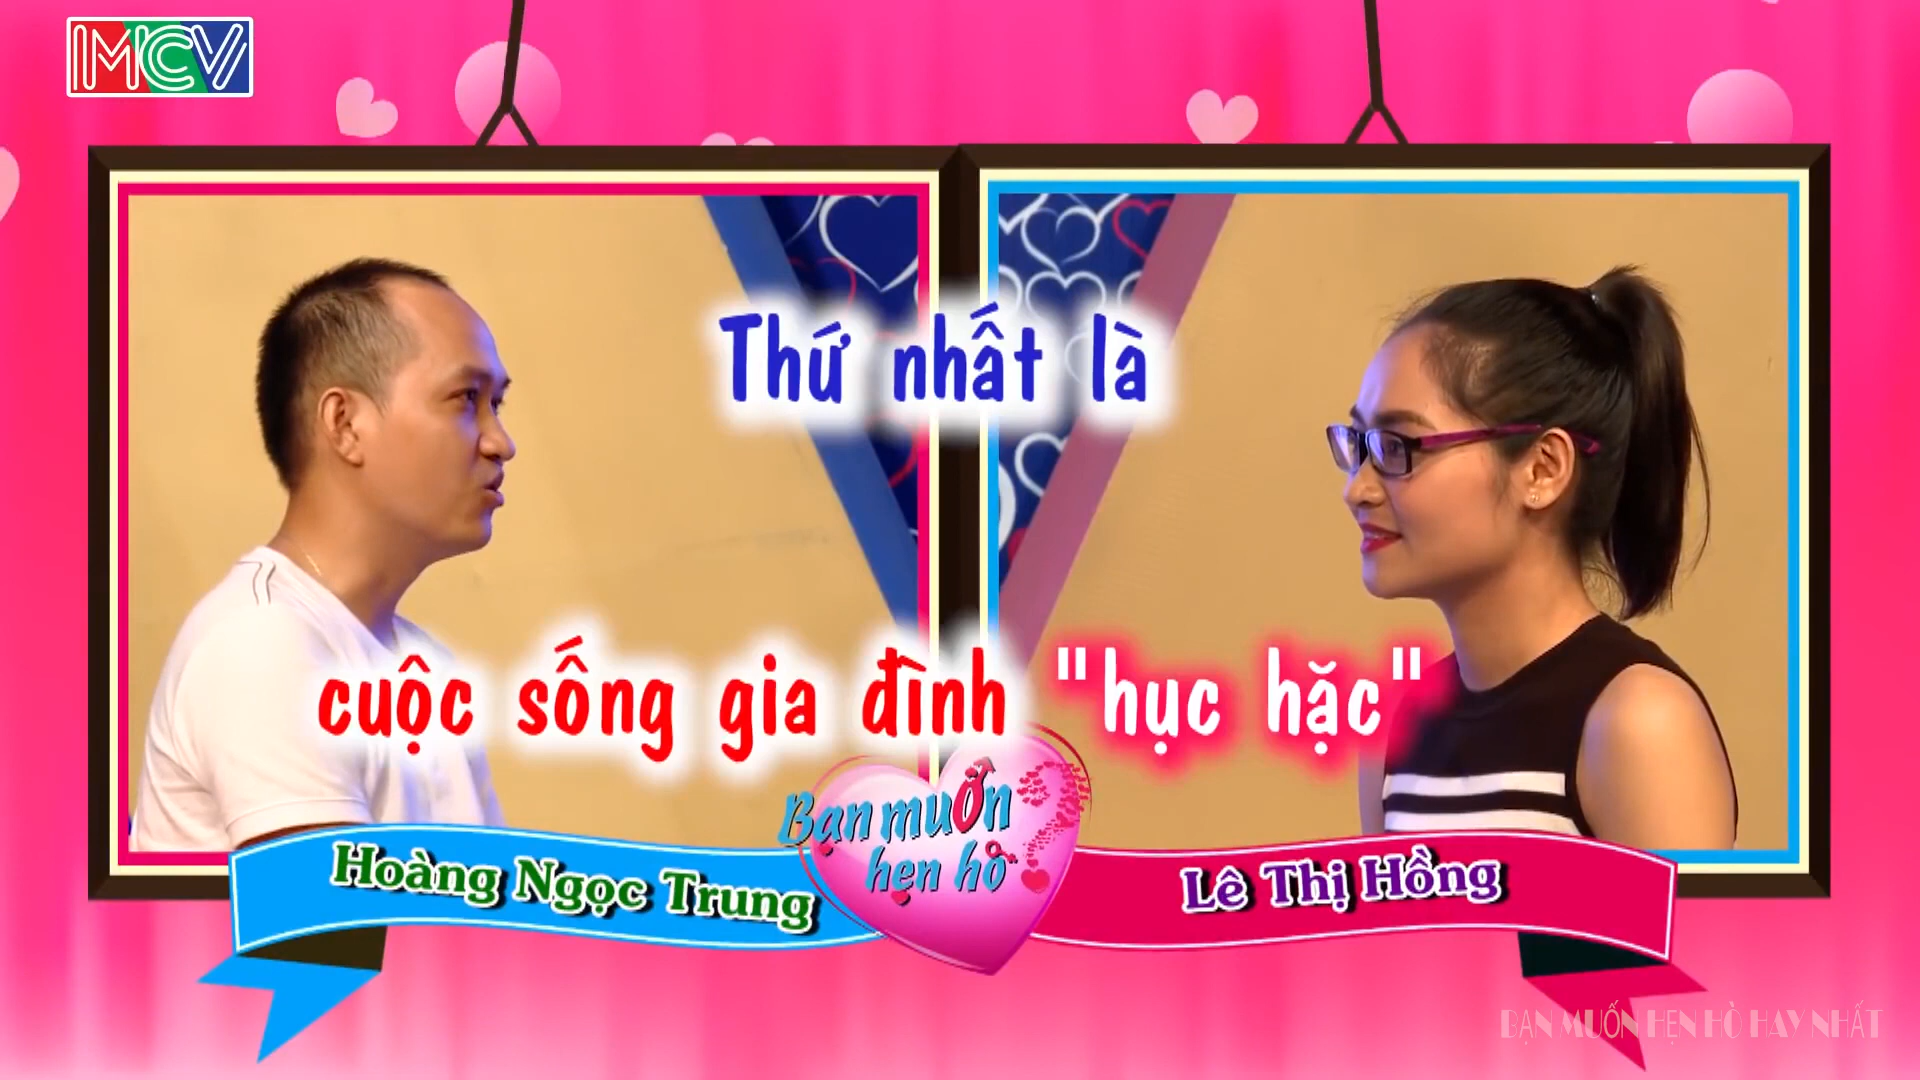 MCV
Thứ nhất là
cuộc sống gia đình "hục hặc"
Bạn muốn
hẹn hò
Hoàng Ngọc Trung
Lê Thị Hồng
BẠN MUỐN HẸN HÒ HAY NHẤT